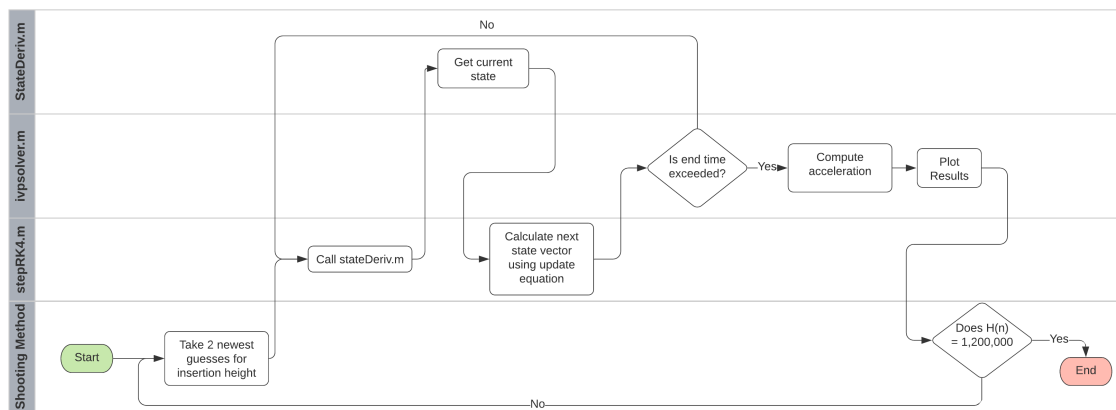 StateDeriv.m
No
Get current
state
ivpsolver.m
Is end time
exceeded?
Yes
Compute
acceleration
Plot
Results
stepRK4.m
Call stateDeriv.m
Calculate next
state vector
using update
equation
Shooting Method
Start
Take 2 newest
guesses for
insertion height
Does H(n)
= 1,200,000
Yes
End
No